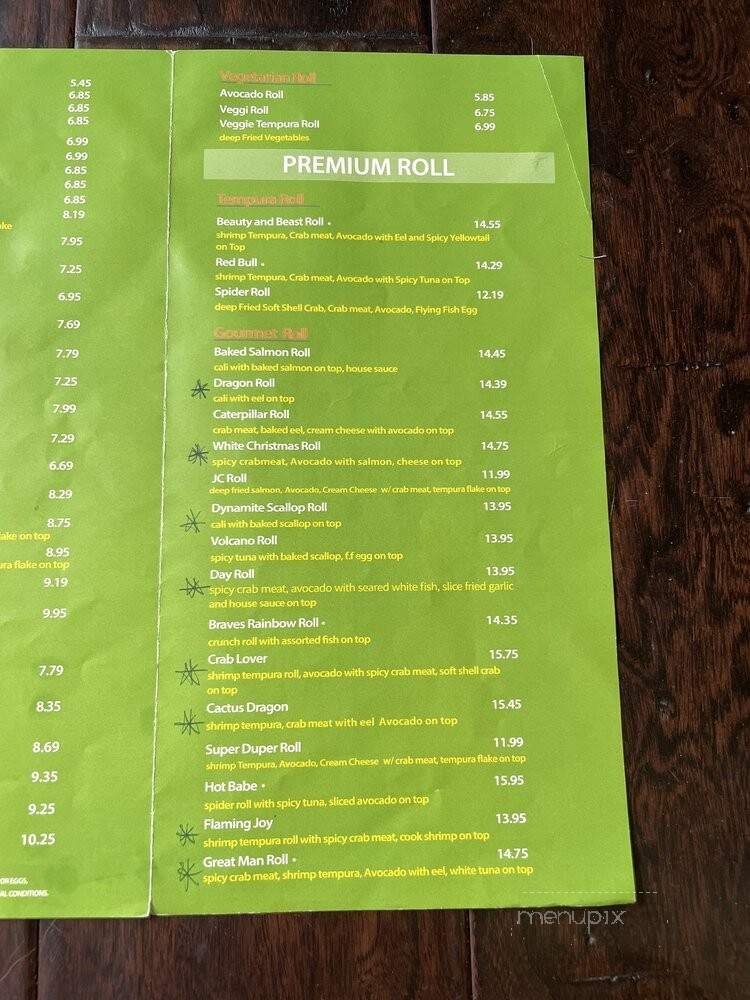 5.45
6.85
6.85
6.85
6.99
6.99
6.85
6.85
6.85
8.19
7.95
7.25
6.95
7.69
7.79
7.25
7.99
7.29
6.69
8.29
8.75
on top
8.95
flake on top
9.19
9.95
7.79
8.35
8.69
9.35
9.25
10.25
OR EGGS,
CONDITIONS.
Vegetarian Roll
Avocado Roll 5.85
Veggi Roll 6.75
Veggie Tempura Roll 6.99
deep Fried Vegetables
PREMIUM ROLL
Tempura Roll
Beauty and Beast Roll • 14.55
shrimp Tempura, Crab meat, Avocado with Eel and Spicy Yellowtail
on Top
Red Bull • 14.29
shrimp Tempura, Crab meat, Avocado with Spicy Tuna on Top
Spider Roll 12.19
deep Fried Soft Shell Crab, Crab meat, Avocado, Flying Fish Egg
Gourmet Roll
Baked Salmon Roll 14.45
cali with baked salmon on top, house sauce
Dragon Roll 14.39
cali with eel on top
Caterpillar Roll 14.55
crab meat, baked eel, cream cheese with avocado on top
White Christmas Roll 14.75
spicy crabmeat, Avocado with salmon, cheese on top
JC Roll 11.99
deep fried salmon, Avocado, Cream Cheese w/ crab meat, tempura flake on top
Dynamite Scallop Roll 13.95
cali with baked scallop on top
Volcano Roll 13.95
spicy tuna with baked scallop, f.f egg on top
Day Roll 13.95
spicy crab meat, avocado with seared white fish, slice fried garlic
and house sauce on top
Braves Rainbow Roll • 14.35
crunch roll with assorted fish on top
Crab Lover 15.75
shrimp tempura roll, avocado with spicy crab meat, soft shell crab
on top
Cactus Dragon 15.45
shrimp tempura, crab meat with eel Avocado on top
Super Duper Roll 11.99
shrimp Tempura, Avocado, Cream Cheese w/ crab meat, tempura flake on top
Hot Babe • 15.95
spider roll with spicy tuna, sliced avocado on top
Flaming Joy 13.95
shrimp tempura roll with spicy crab meat, cook shrimp on top
Great Man Roll • 14.75
spicy crab meat, shrimp tempura, Avocado with eel, white tuna on top
menupix